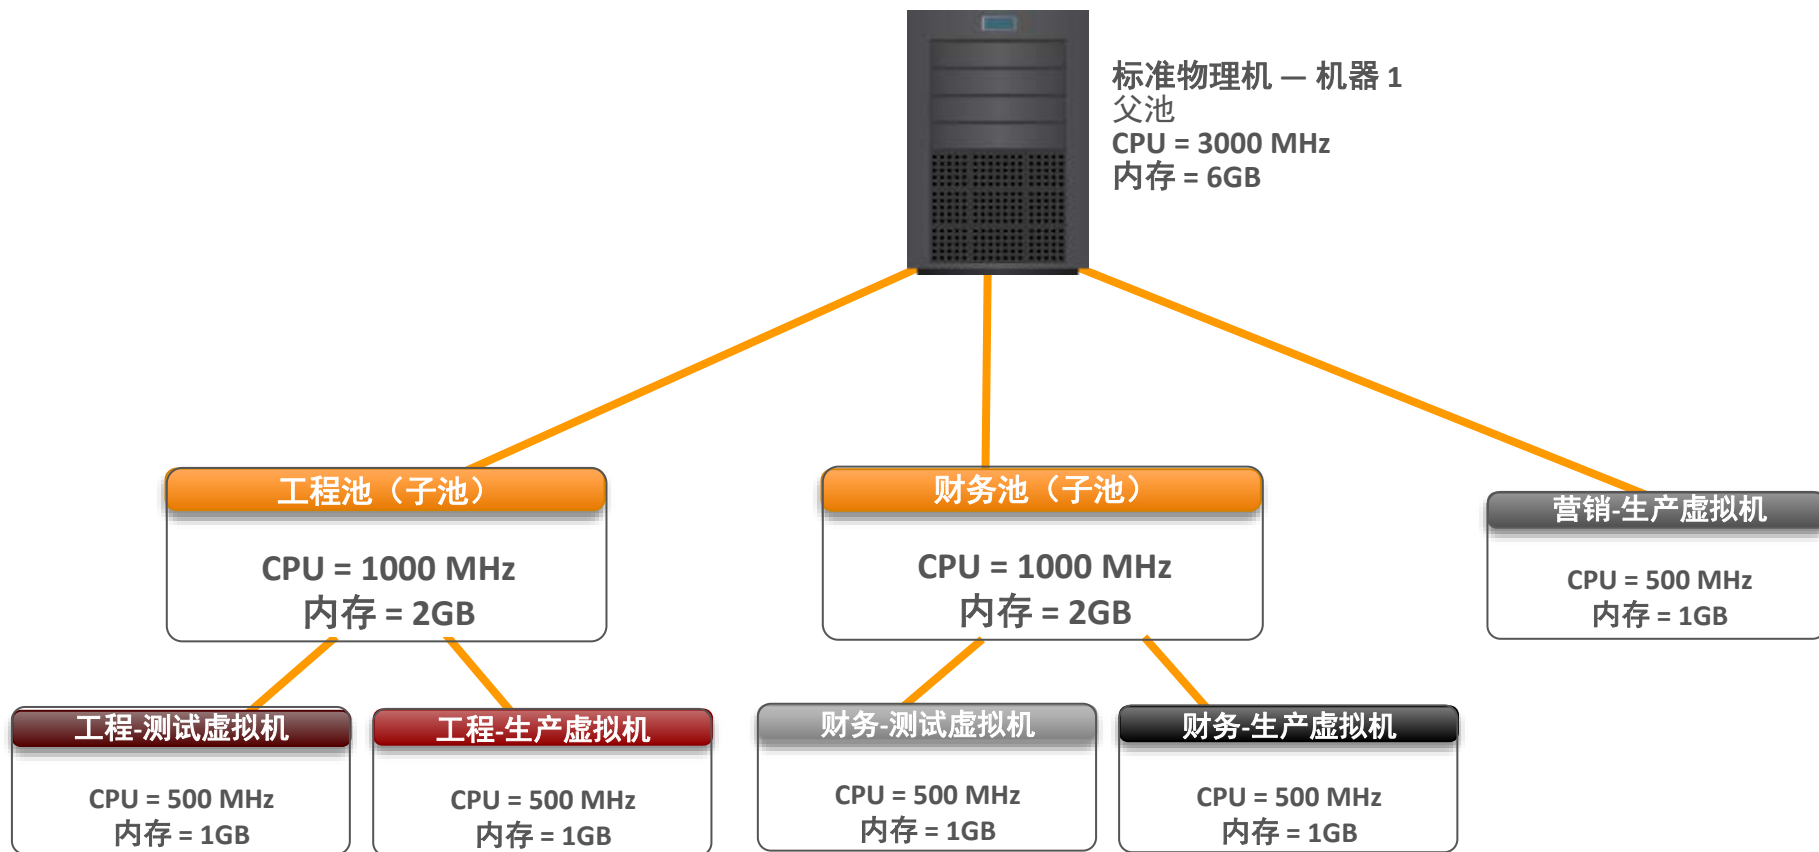 标准物理机 — 机器 1
父池
CPU = 3000 MHz
内存 = 6GB
工程池（子池）
CPU = 1000 MHz
内存 = 2GB
财务池（子池）
CPU = 1000 MHz
内存 = 2GB
营销-生产虚拟机
CPU = 500 MHz
内存 = 1GB
工程-测试虚拟机
CPU = 500 MHz
内存 = 1GB
工程-生产虚拟机
CPU = 500 MHz
内存 = 1GB
财务-测试虚拟机
CPU = 500 MHz
内存 = 1GB
财务-生产虚拟机
CPU = 500 MHz
内存 = 1GB